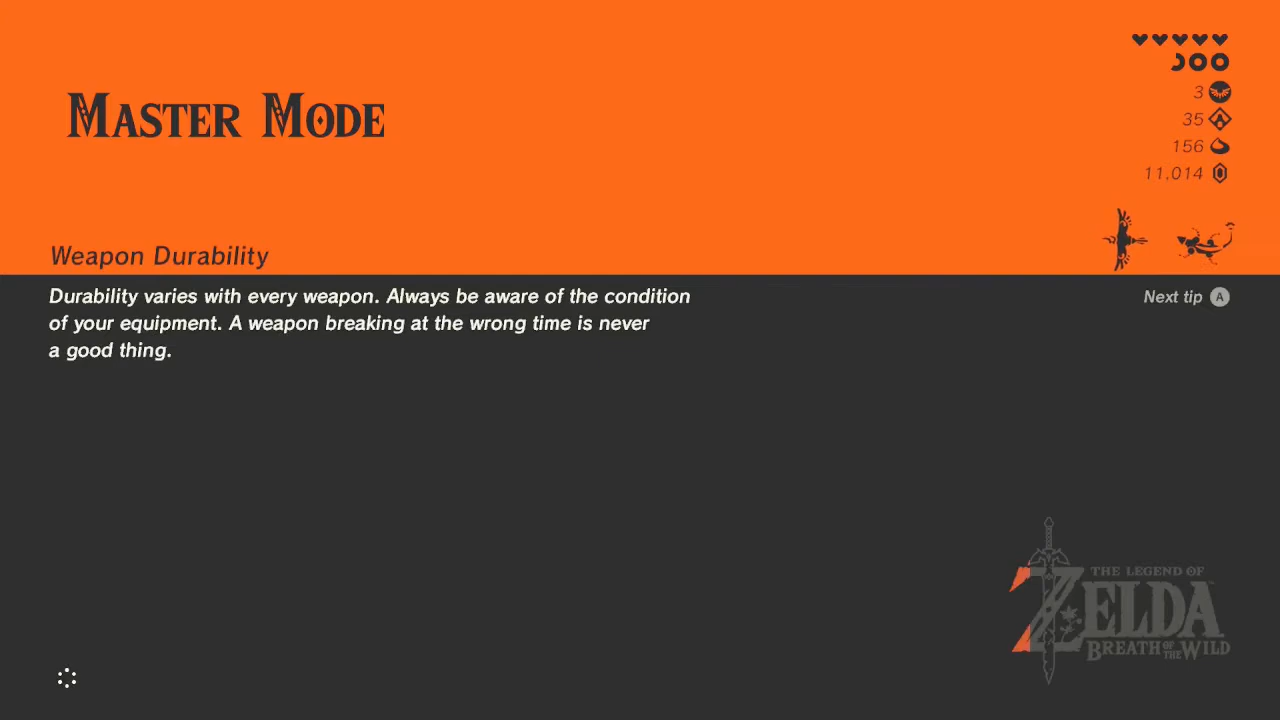 MASTER MODE
3
35
156
11,014
Weapon Durability
Durability varies with every weapon. Always be aware of the condition
of your equipment. A weapon breaking at the wrong time is never
a good thing.
Next tip A
THE LEGEND OF
ZELDA
BREATH OF THE WILD